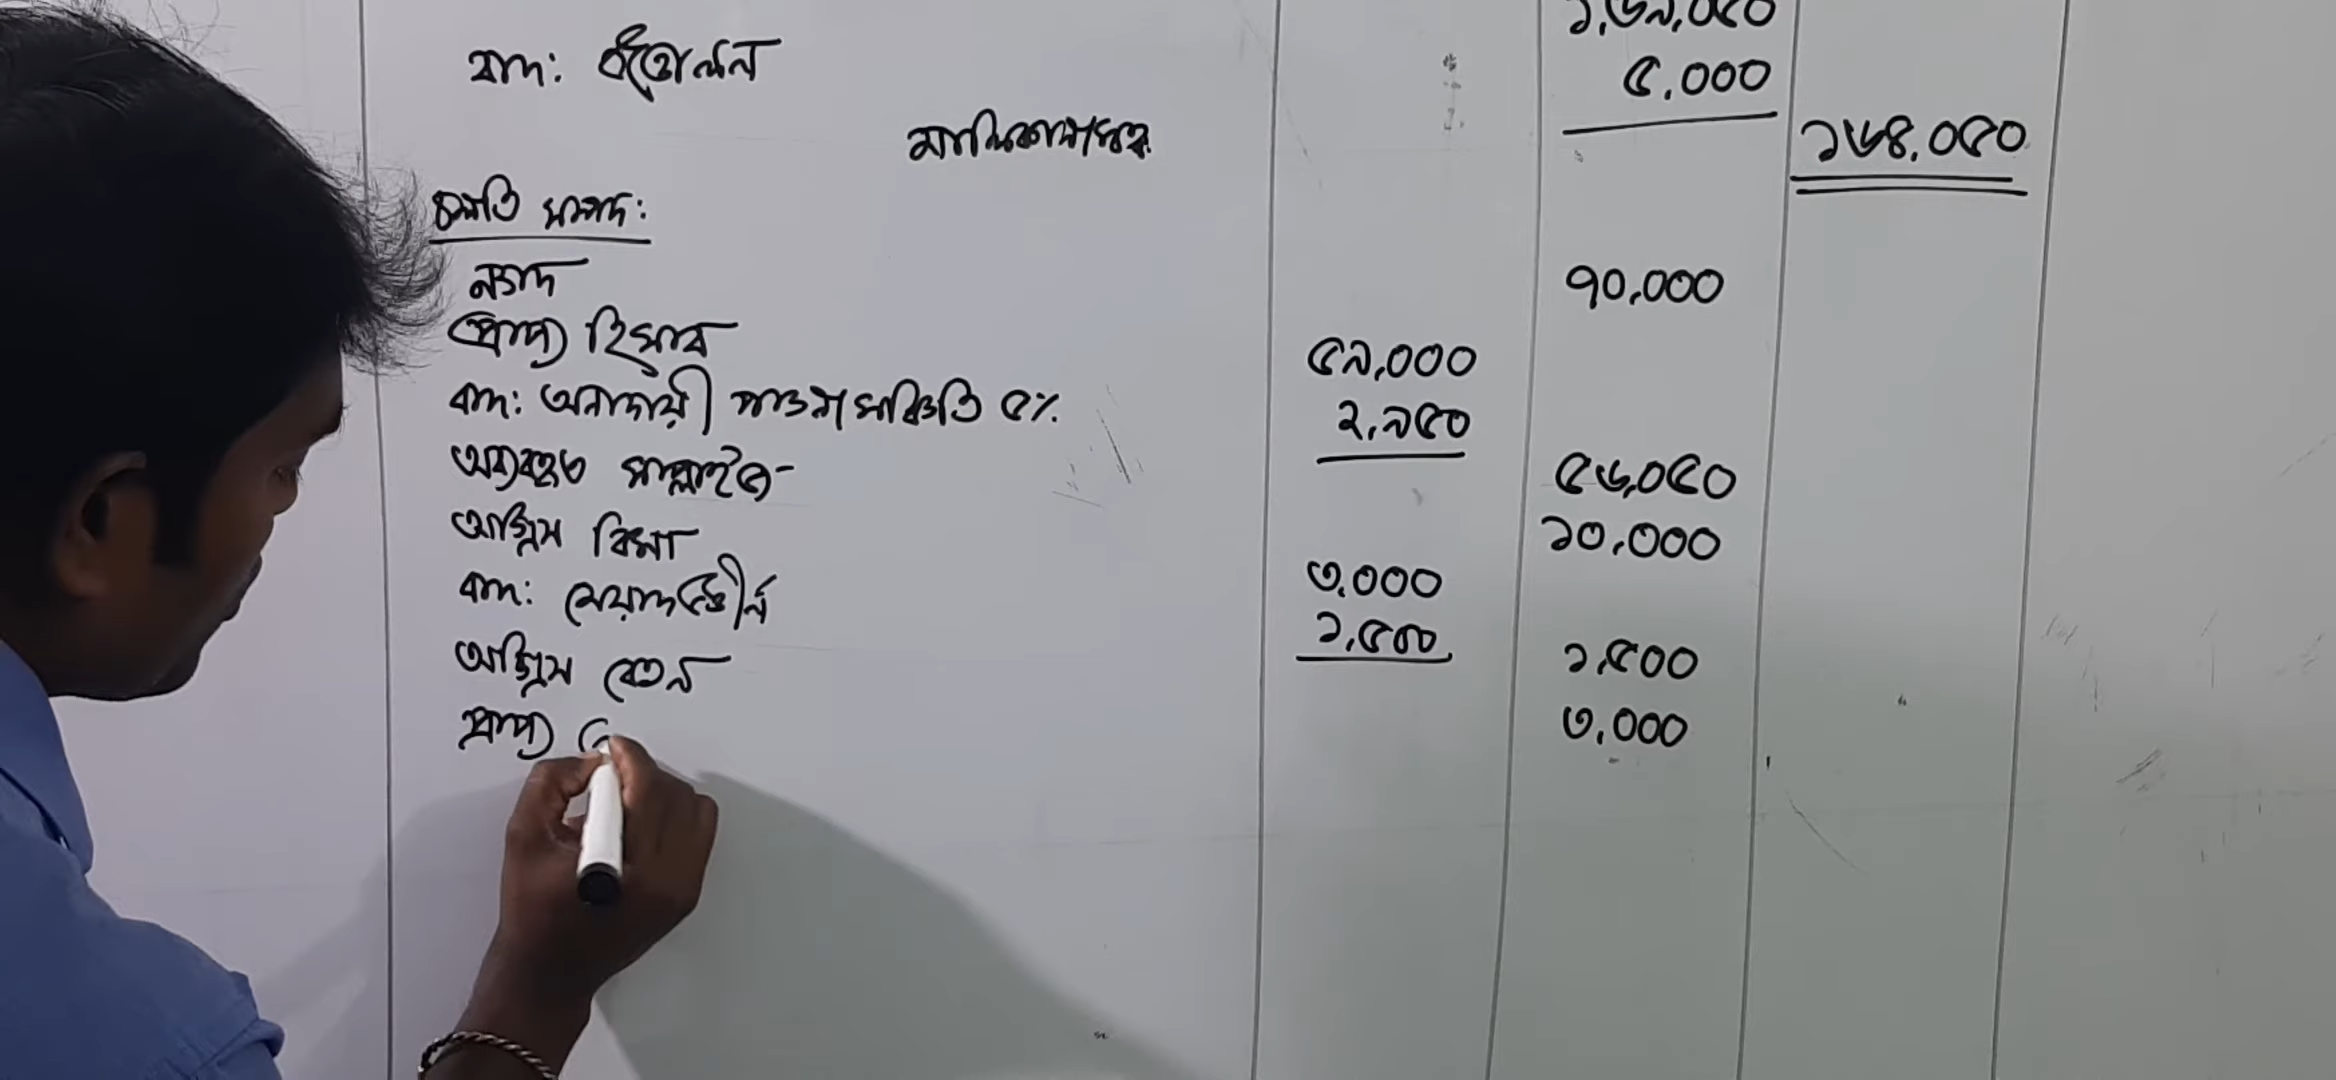 ১,৬৯,০৫০
বাদ: উত্তোলন ৫,০০০
মালিকানাস্বত্ব ১৬৪,০৫০
চলতি সম্পদ:
নগদ ৭০,০০০
প্রাপ্য হিসাব ৫৯,০০০
বাদ: অনাদায়ী পাওনা সঞ্চিতি ৫% ২,৯৫০
৫৬,০৫০
অব্যবহৃত সাপ্লাইজ ১০,০০০
অগ্রিম বিমা ৩,০০০
বাদ: মেয়াদউত্তীর্ন ১,৫০০
১,৫০০
অগ্রিম বেতন ৩,০০০
প্রাপ্য